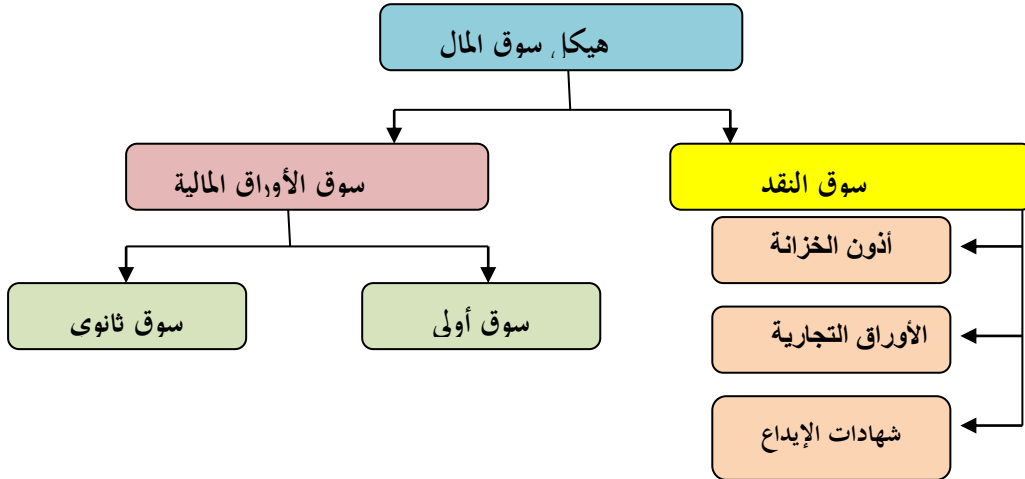 هيكل سوق المال
سوق النقد
سوق الأوراق المالية
أذون الخزانة
الأوراق التجارية
شهادات الإيداع
سوق أولى
سوق ثانوى